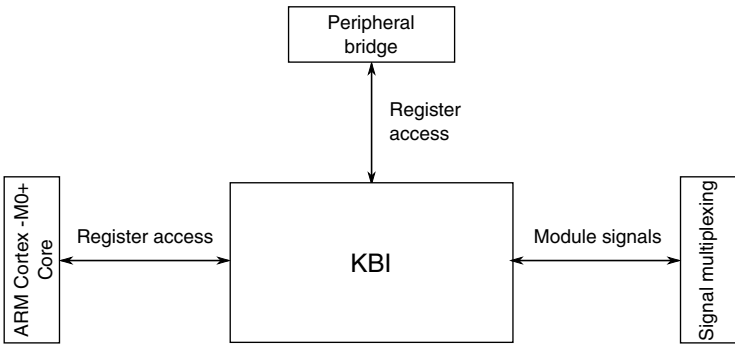 Peripheral
bridge
Register
access
ARM Cortex -M0+
Core
Register access
KBI
Module signals
Signal multiplexing